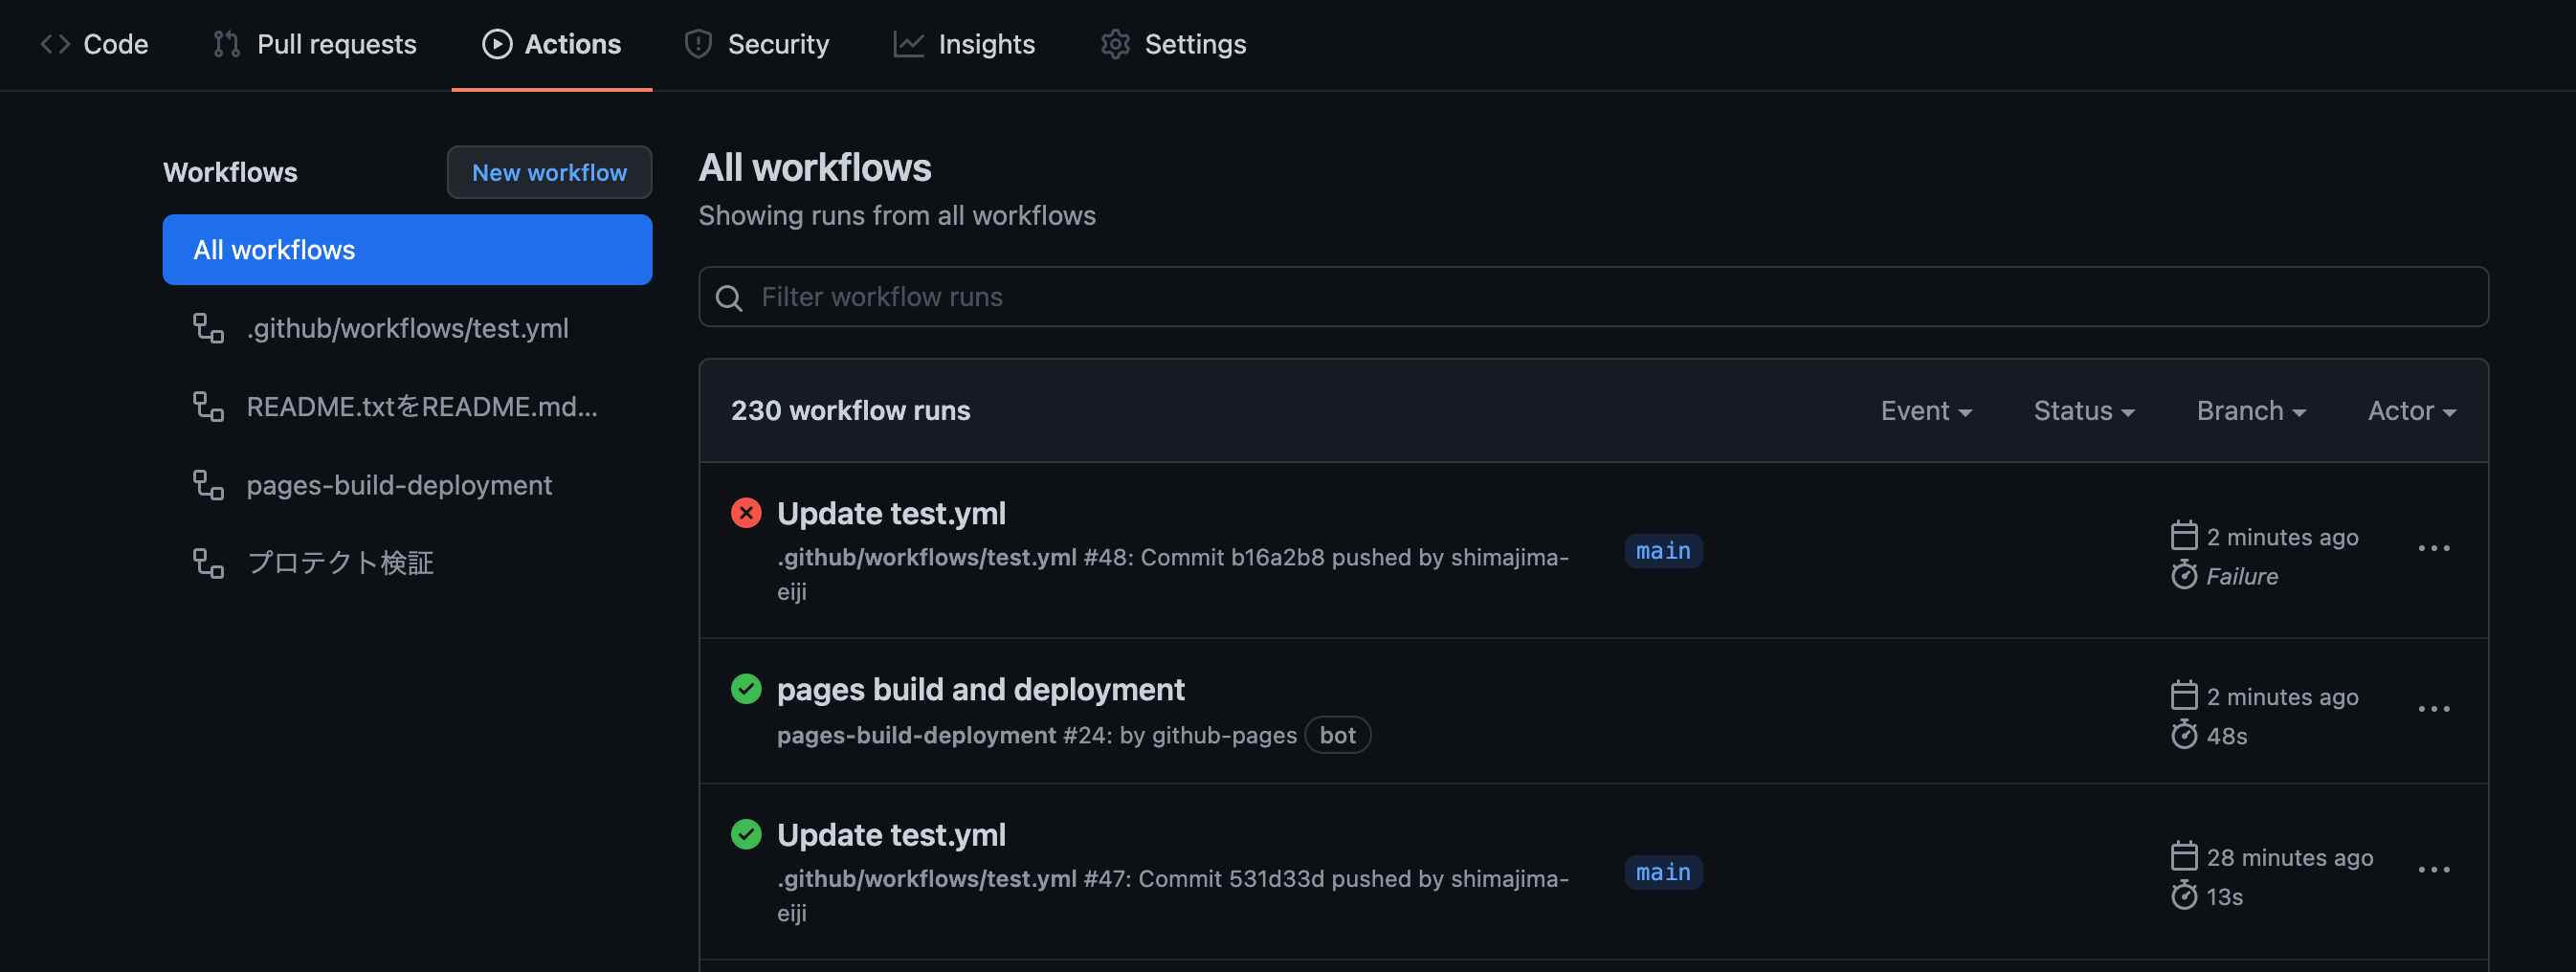 Code Pull requests Actions Security Insights Settings
Workflows
New workflow
All workflows
.github/workflows/test.yml
README.txtをREADME.md...
pages-build-deployment
プロテクト検証
All workflows
Showing runs from all workflows
Filter workflow runs
230 workflow runs
Event Status Branch Actor
Update test.yml
.github/workflows/test.yml #48: Commit b16a2b8 pushed by shimajima-
eiji
main
2 minutes ago
Failure
pages build and deployment
pages-build-deployment #24: by github-pages bot
2 minutes ago
48s
Update test.yml
.github/workflows/test.yml #47: Commit 531d33d pushed by shimajima-
eiji
main
28 minutes ago
13s